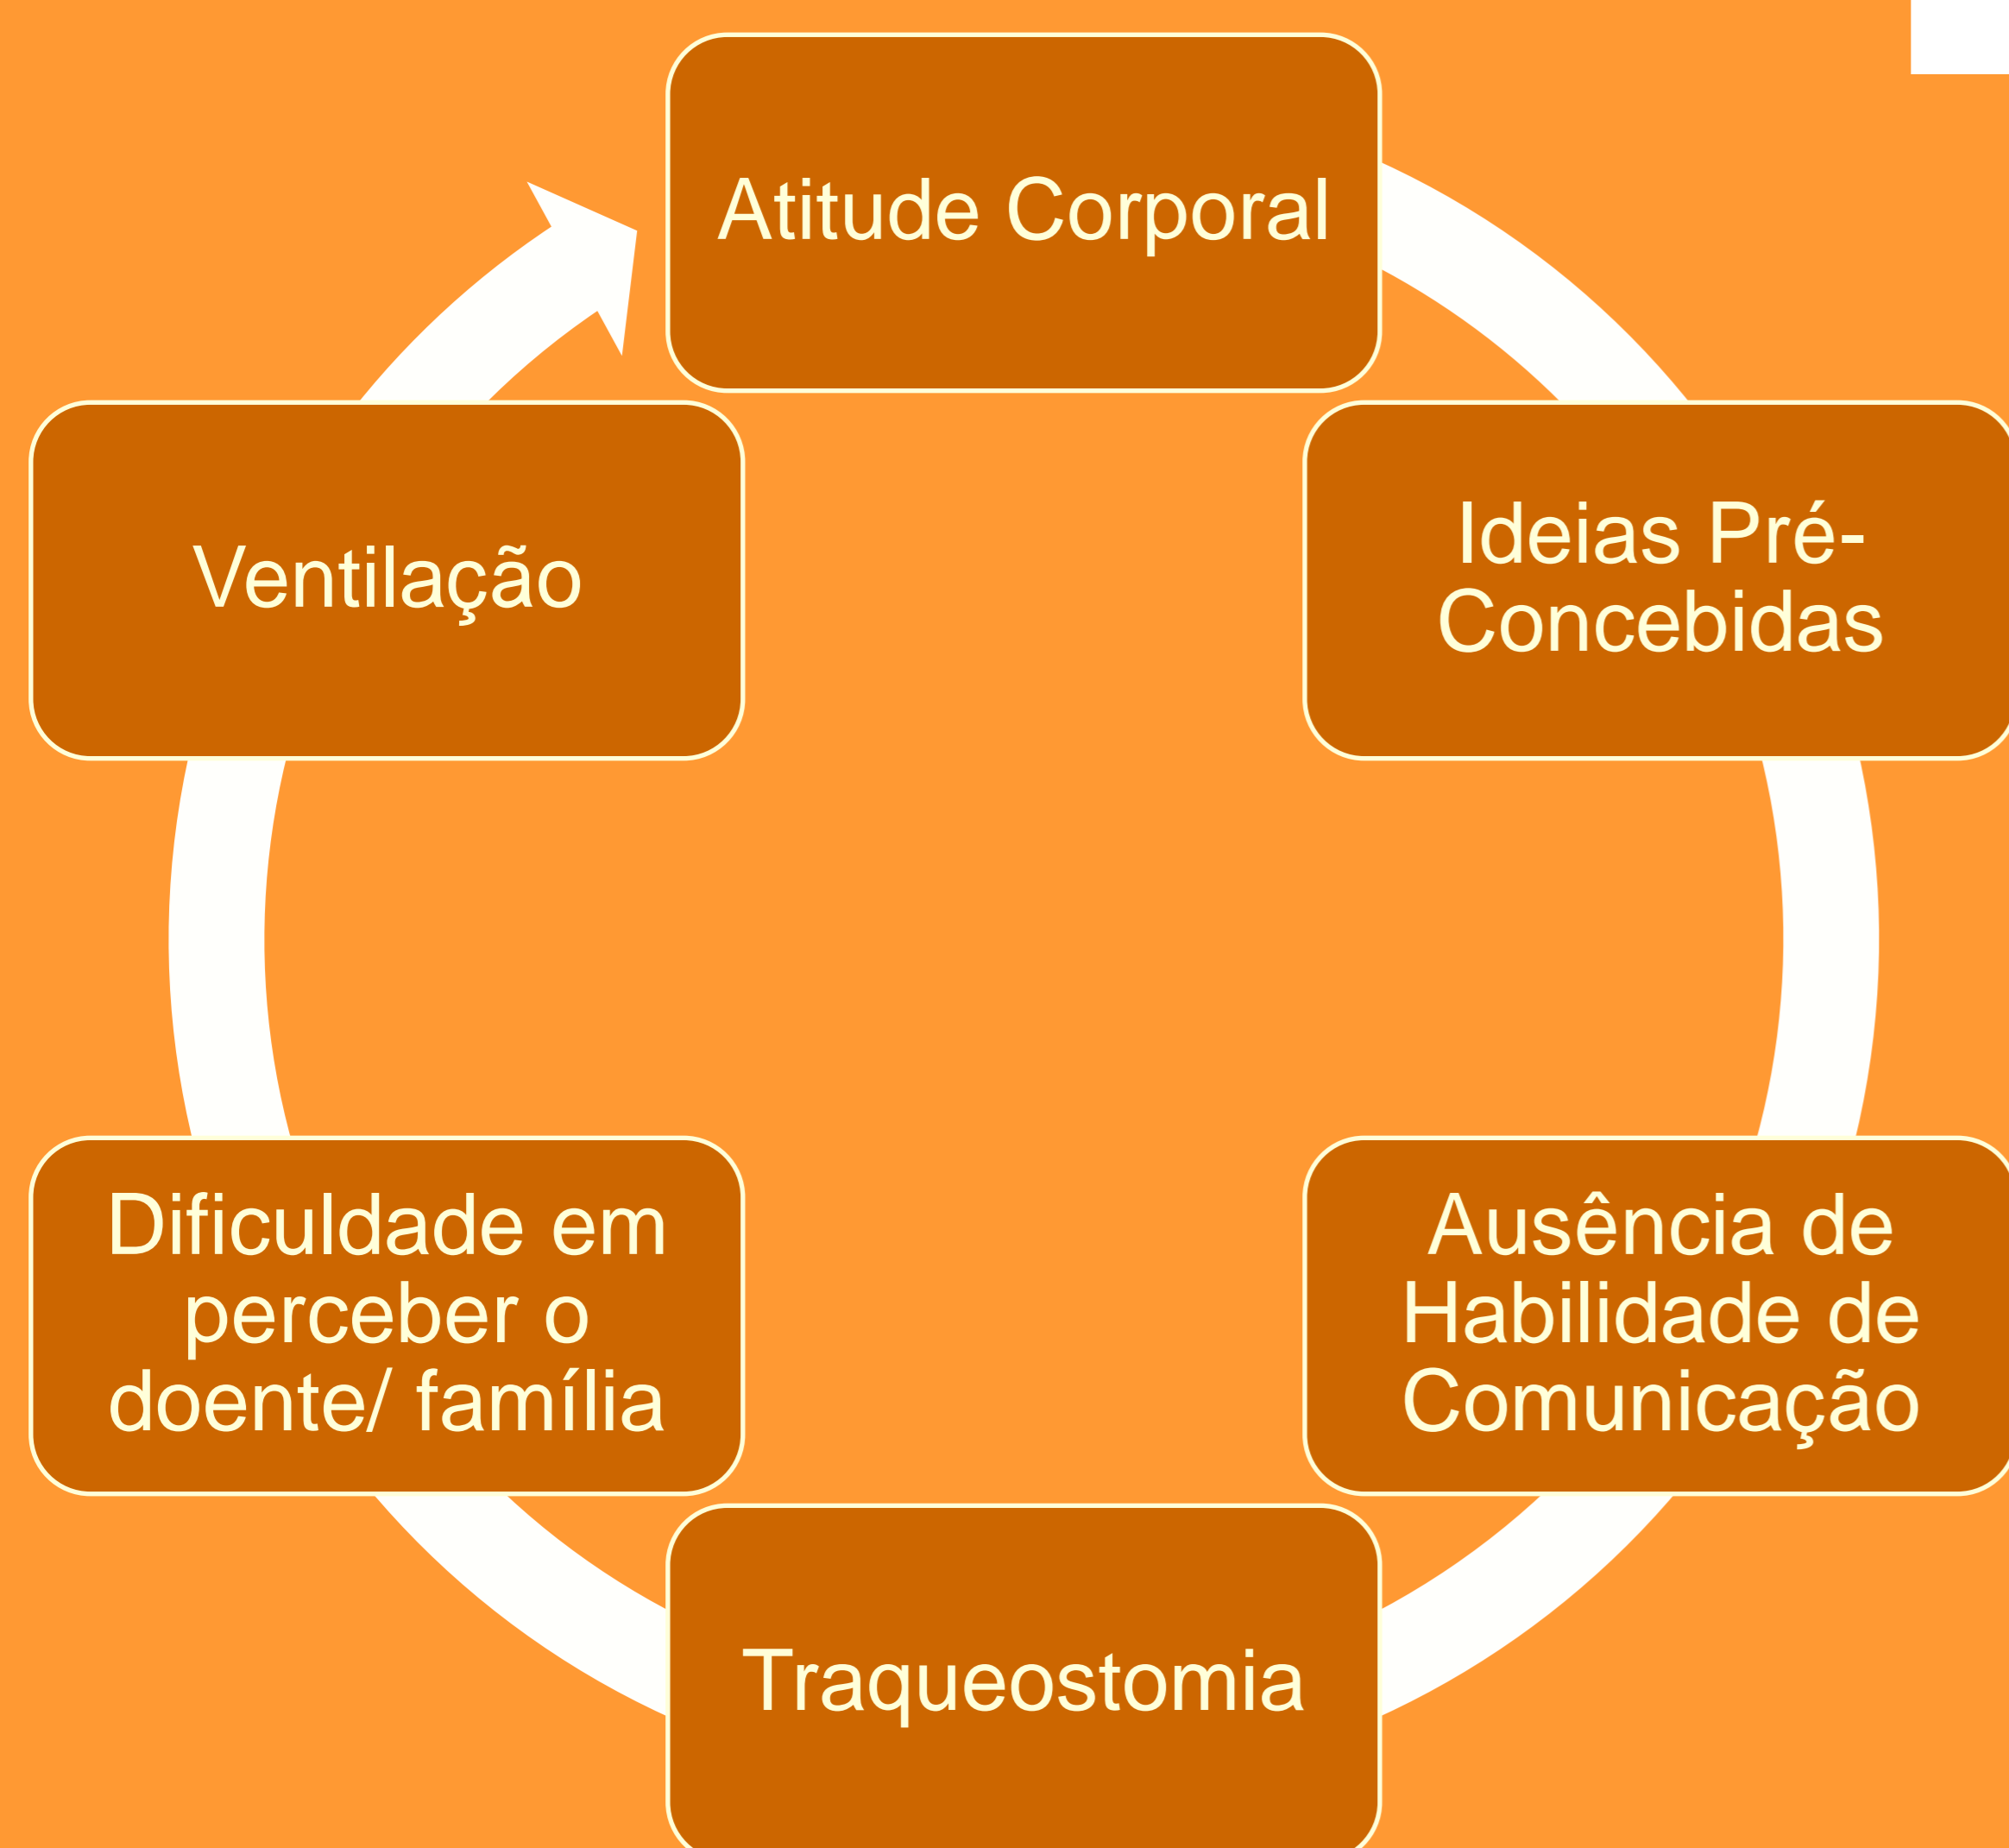 Atitude Corporal
Ideias Pré-
Concebidas
Ausência de
Habilidade de
Comunicação
Traqueostomia
Dificuldade em
perceber o
doente/ família
Ventilação